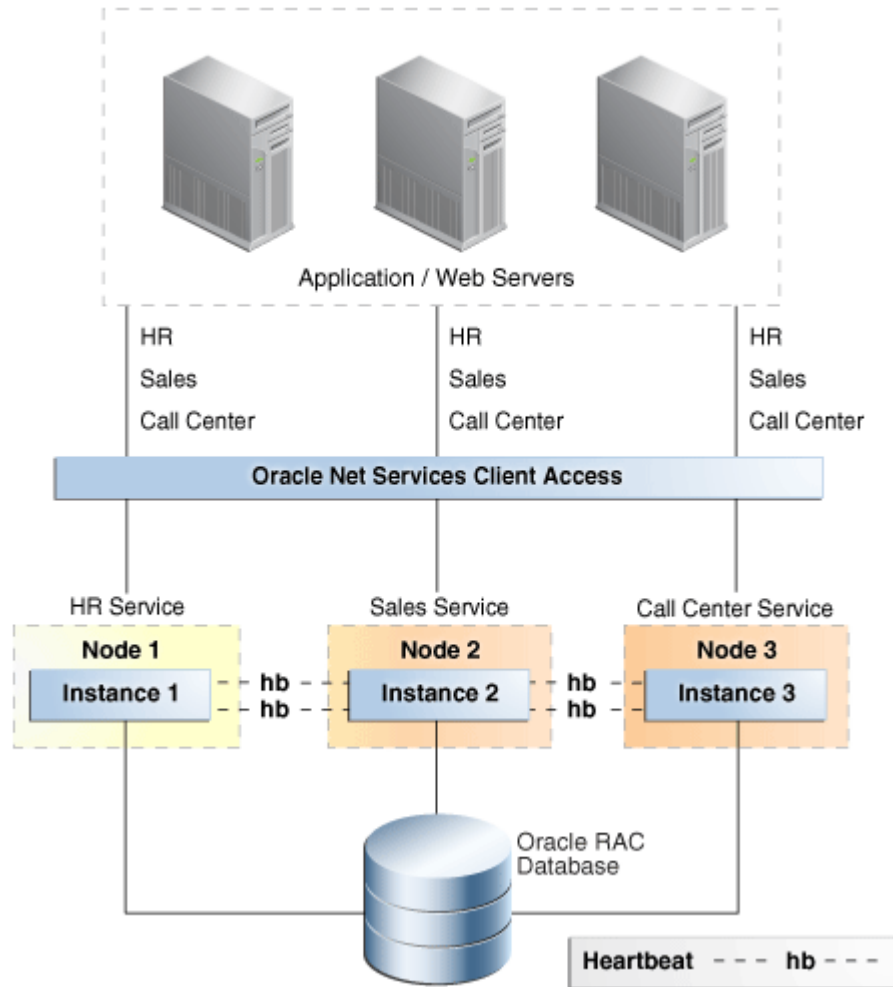 Application / Web Servers
HR
Sales
Call Center
HR
Sales
Call Center
HR
Sales
Call Center
Oracle Net Services Client Access
HR Service
Sales Service
Call Center Service
Node 1
Node 2
Node 3
Instance 1
hb
hb
Instance 2
hb
hb
Instance 3
Oracle RAC
Database
Heartbeat - - - hb - - -